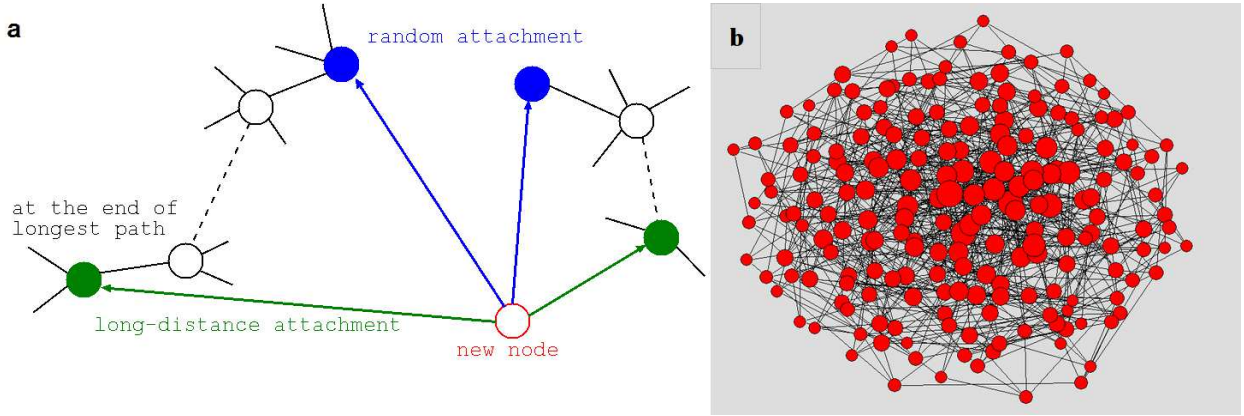 a
random attachment
at the end of
longest path
long-distance attachment
new node
b